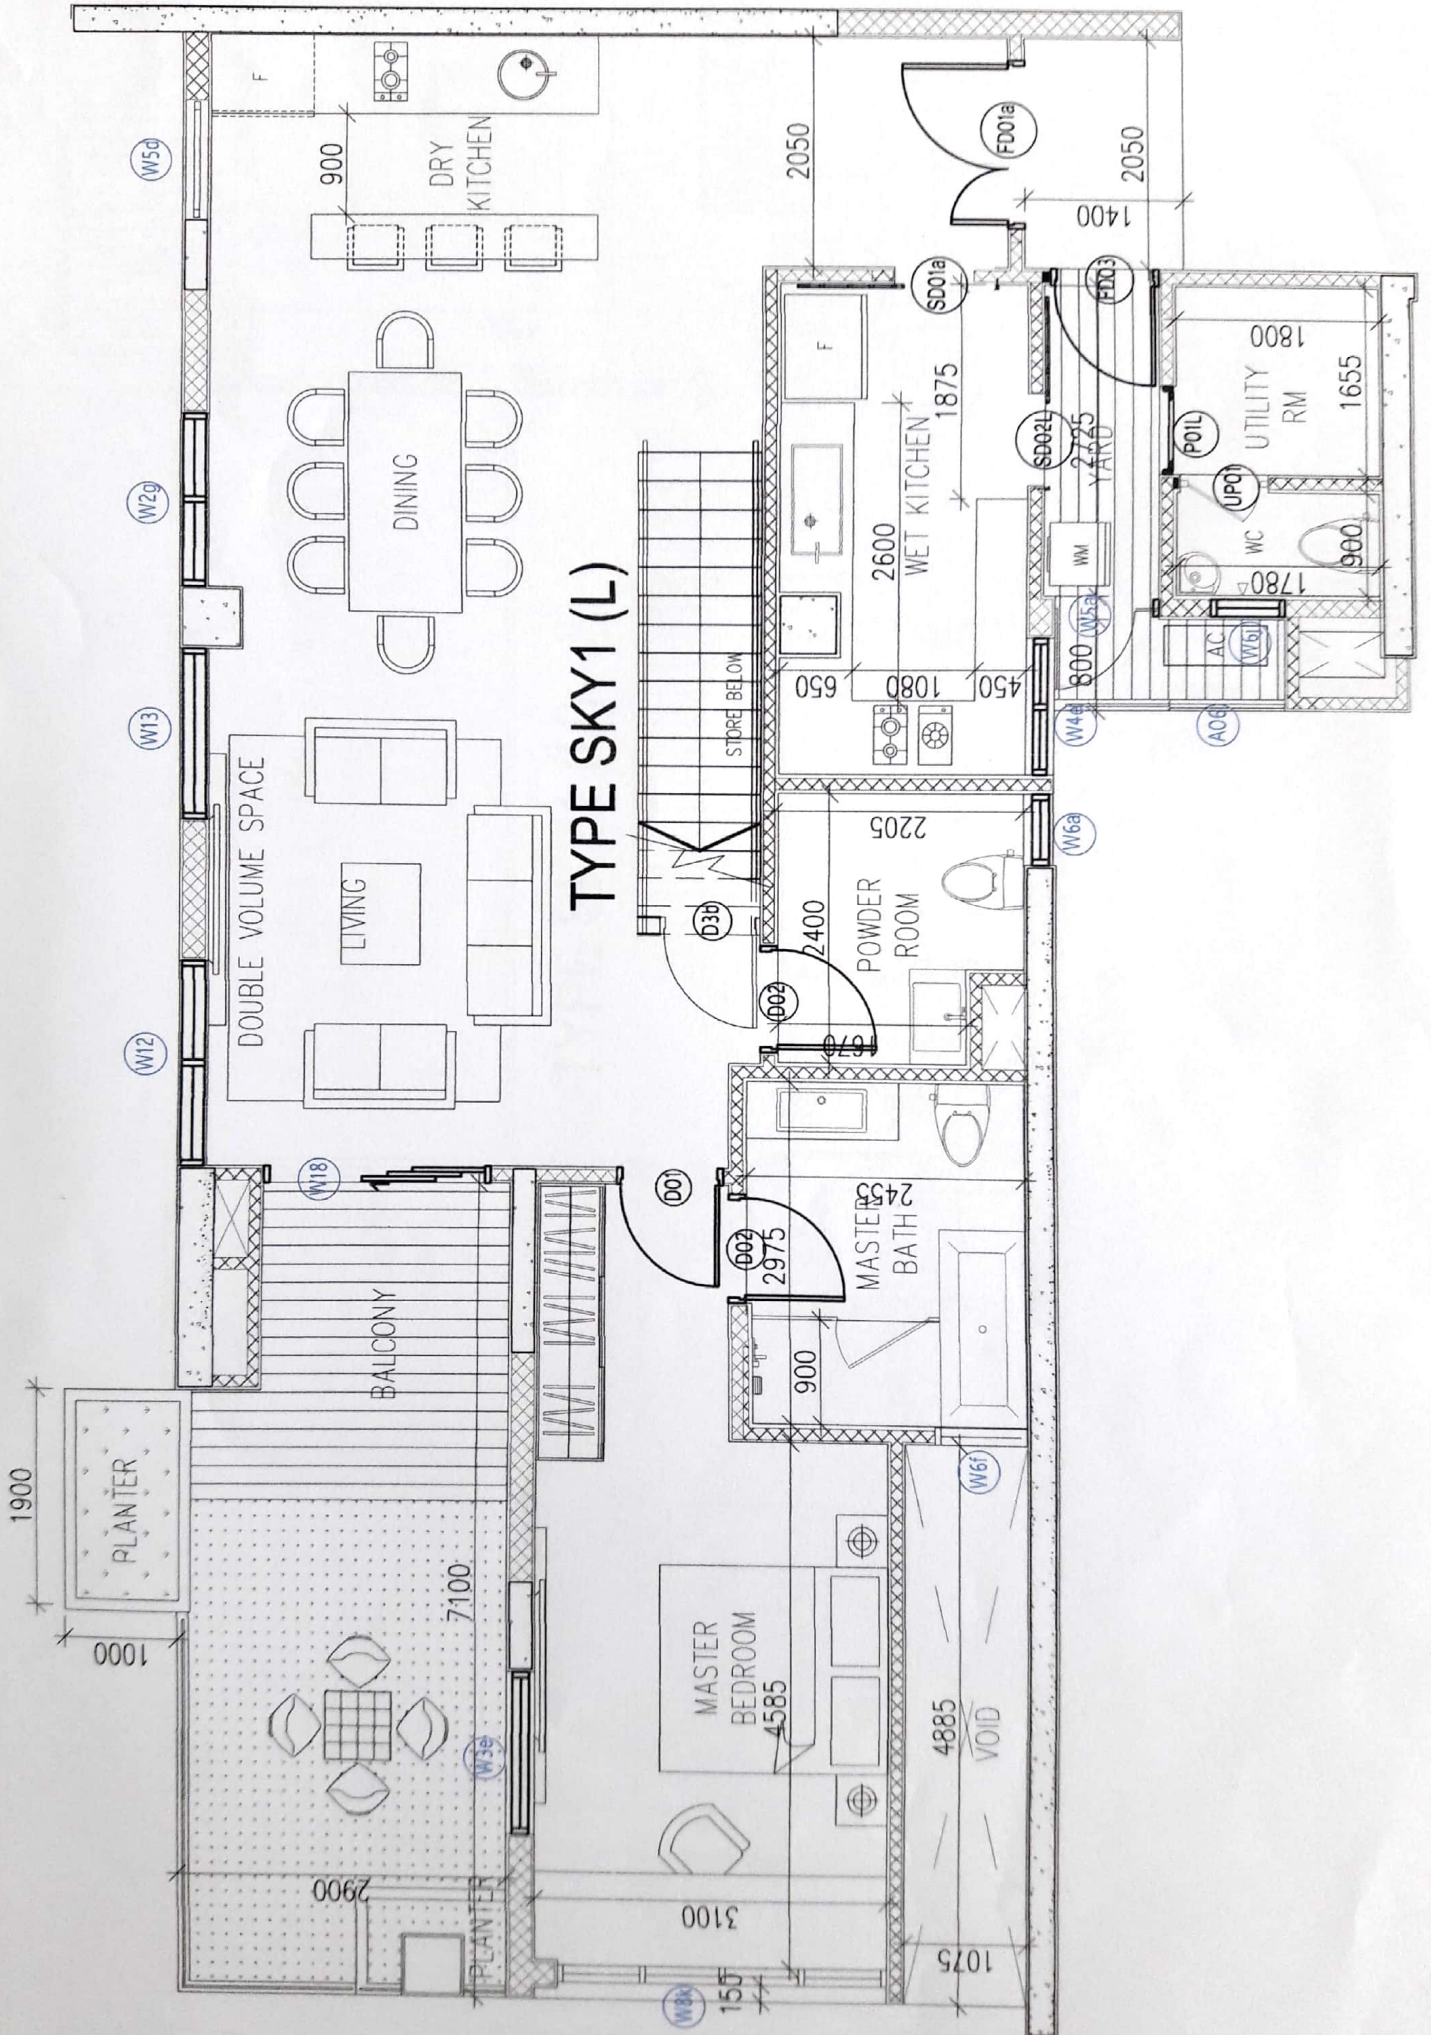 W5d
F
900
DRY
KITCHEN
2050
FD01a
2050
1400
W2g
DINING
SD01a
F
1875
WET KITCHEN
2600
FD03
SD02L
2725
YARD
P01L
UTILITY
RM
1800
1655
UP01
WC
900
1780
WM
W5a
800
AC
W6j
A06
W4e
W13
TYPE SKY1 (L)
STORE BELOW
650
1080
450
DOUBLE VOLUME SPACE
LIVING
W12
D3b
2205
W6a
2400
POWDER
ROOM
D02
1670
W18
D01
D02
2975
2455
MASTER
BATH
900
BALCONY
1900
PLANTER
1000
7100
W6f
MASTER
BEDROOM
4585
4885
VOID
W3e
2900
PLANTER
3100
1075
W8k
150